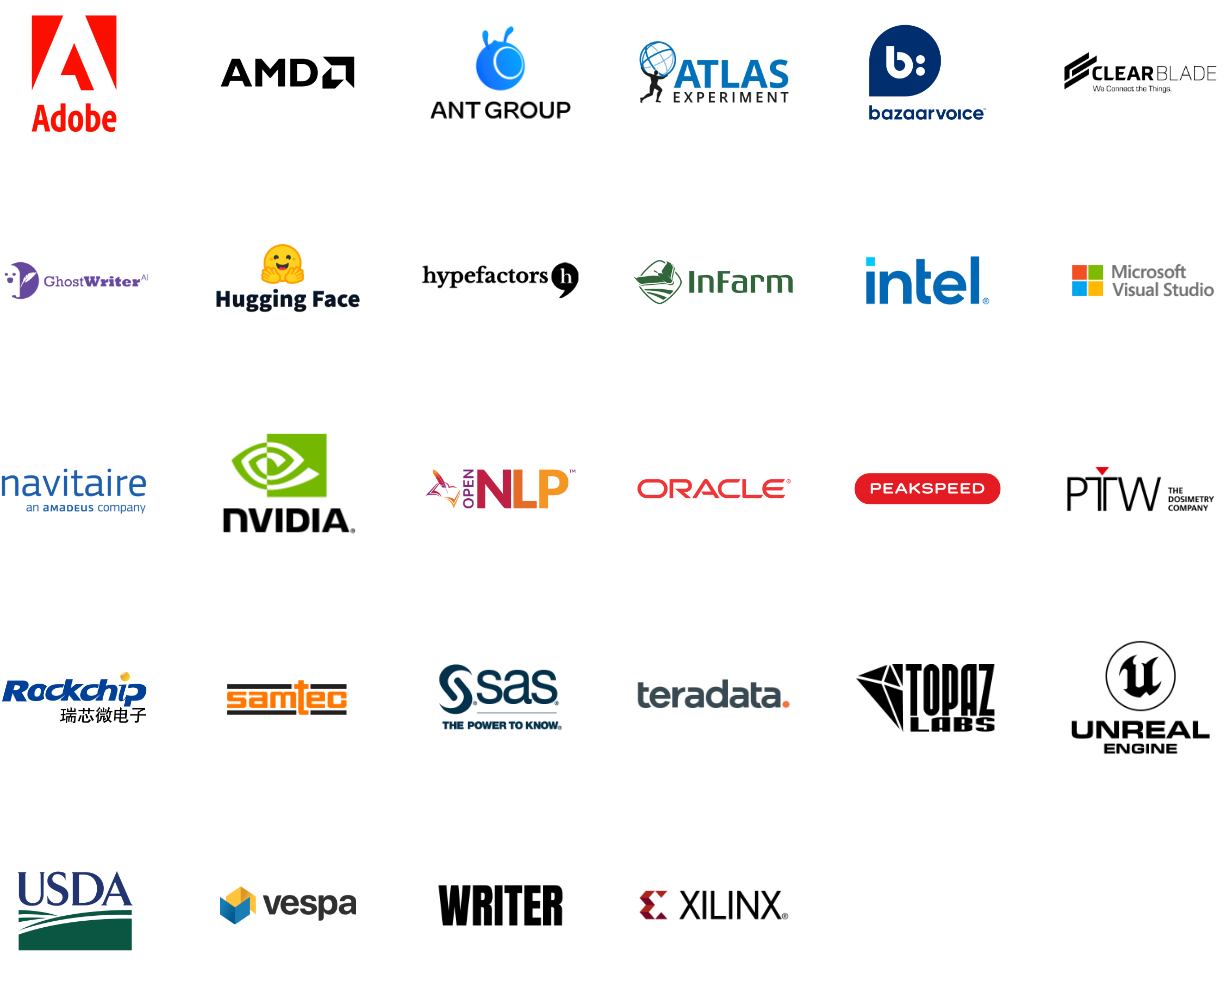 Adobe
AMD
ANT GROUP
ATLAS
EXPERIMENT
b:
bazaarvoice
CLEARBLADE
We Connect the Things.
GhostWriter AI
Hugging Face
hypefactors h
InFarm
intel®
Microsoft
Visual Studio
navitaire
an amadeus company
NVIDIA®
OPEN NLP™
ORACLE®
PEAKSPEED
PTW THE
DOSIMETRY
COMPANY
Rockchip
瑞芯微电子
samtec
sas®
THE POWER TO KNOW®
teradata.
TOPAZ
LABS
UNREAL
ENGINE
USDA
vespa
WRITER
XILINX®